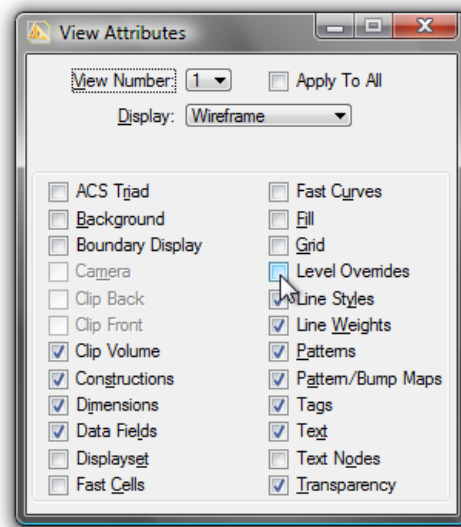 View Attributes
View Number: 1
Apply To All
Display: Wireframe
ACS Triad
Background
Boundary Display
Camera
Clip Back
Clip Front
Clip Volume
Constructions
Dimensions
Data Fields
Displayset
Fast Cells
Fast Curves
Fill
Grid
Level Overrides
Line Styles
Line Weights
Patterns
Pattern/Bump Maps
Tags
Text
Text Nodes
Transparency